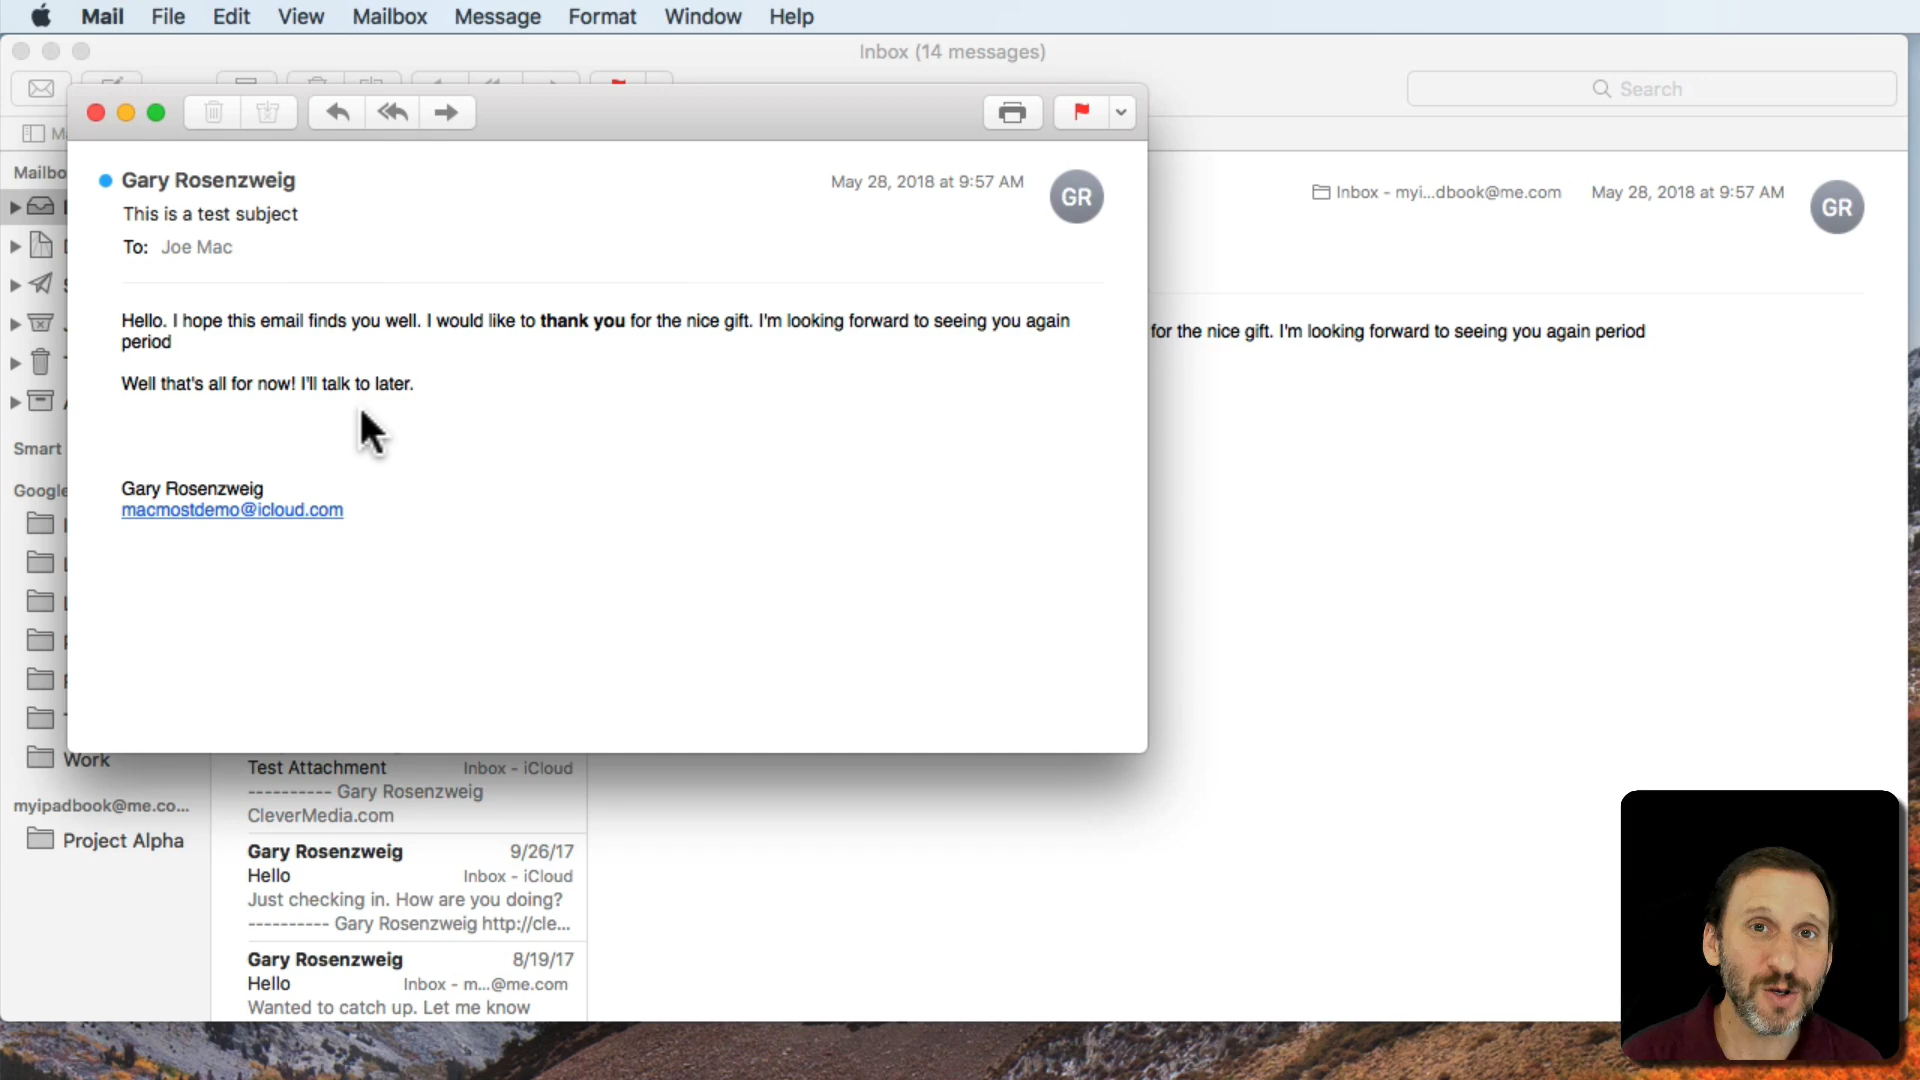 Mail File Edit View Mailbox Message Format Window Help
Inbox (14 messages)
Search
Gary Rosenzweig
May 28, 2018 at 9:57 AM
GR
This is a test subject
To: Joe Mac
Hello. I hope this email finds you well. I would like to thank you for the nice gift. I'm looking forward to seeing you again
period
Well that's all for now! I'll talk to later.
Gary Rosenzweig
macmostdemo@icloud.com
Inbox - myi...dbook@me.com May 28, 2018 at 9:57 AM
GR
for the nice gift. I'm looking forward to seeing you again period
Mailbo
Smart
Google
Work
myipadbook@me.co...
Project Alpha
Test Attachment Inbox - iCloud
---------- Gary Rosenzweig
CleverMedia.com
Gary Rosenzweig 9/26/17
Hello Inbox - iCloud
Just checking in. How are you doing?
---------- Gary Rosenzweig http://cle...
Gary Rosenzweig 8/19/17
Hello Inbox - m...@me.com
Wanted to catch up. Let me know